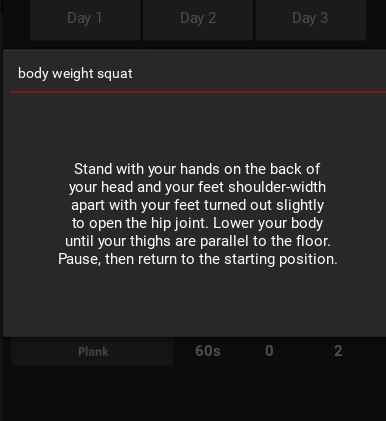 Day 1 Day 2 Day 3
body weight squat
Stand with your hands on the back of
your head and your feet shoulder-width
apart with your feet turned out slightly
to open the hip joint. Lower your body
until your thighs are parallel to the floor.
Pause, then return to the starting position.
Plank 60s 0 2